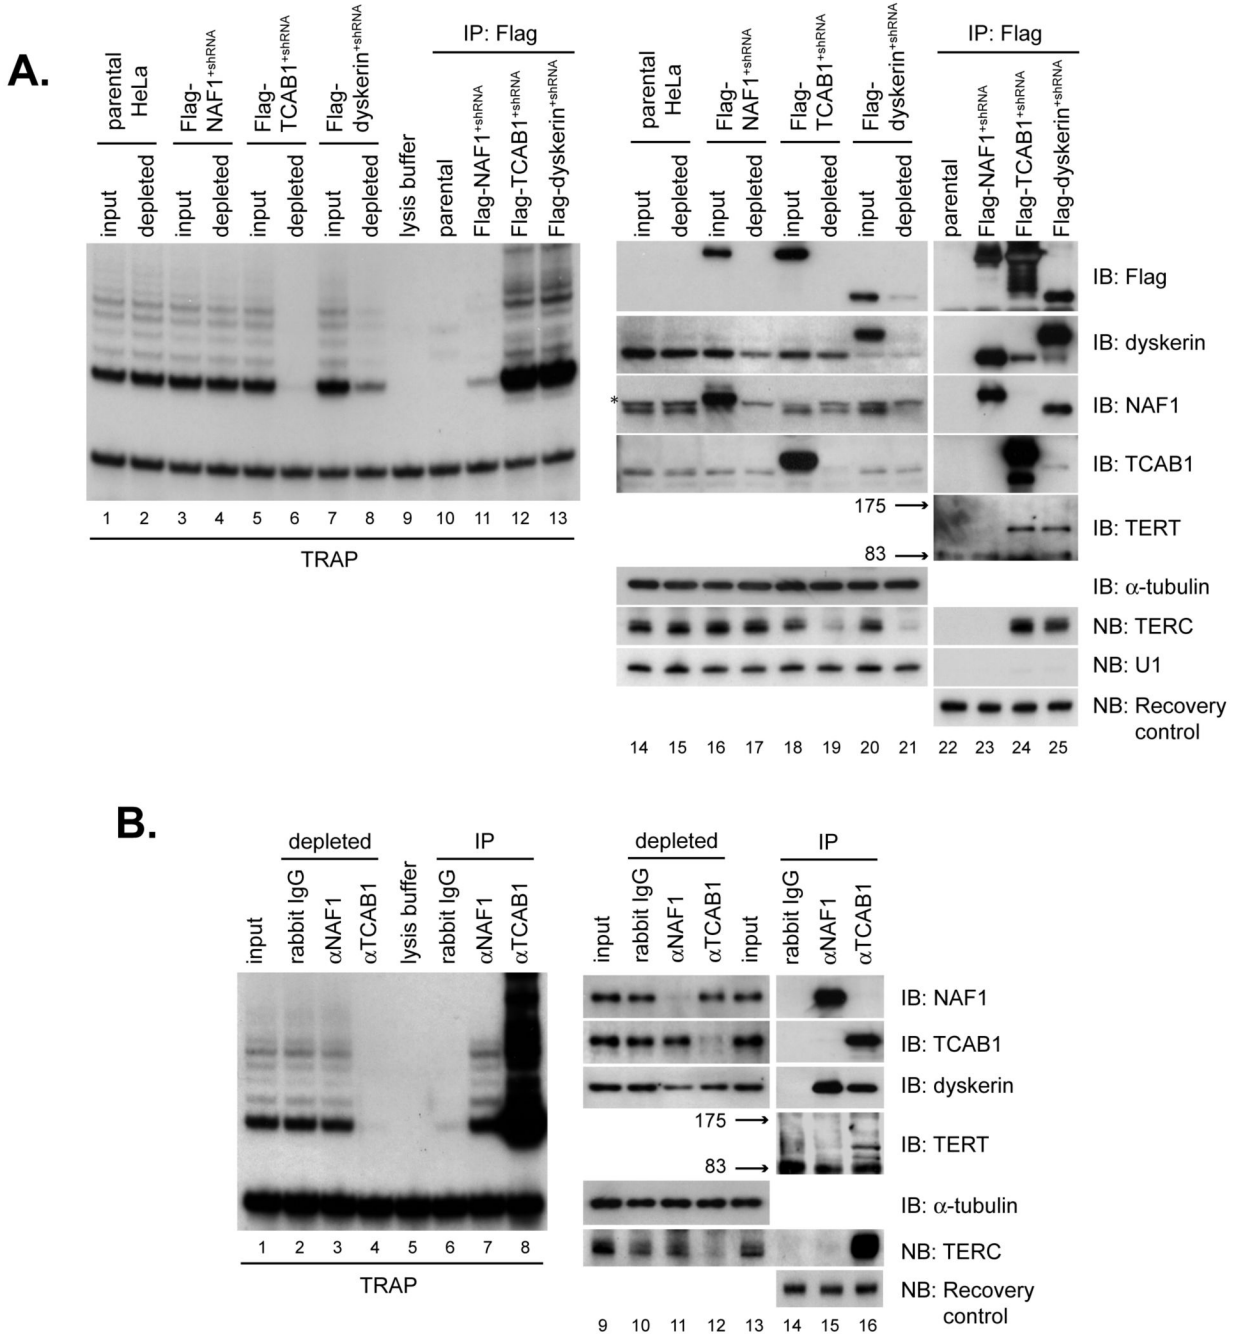 A.
parental
HeLa
Flag-
NAF1+shRNA
Flag-
TCAB1+shRNA
Flag-
dyskerin+shRNA
IP: Flag
input
depleted
input
depleted
input
depleted
input
depleted
lysis buffer
parental
Flag-NAF1+shRNA
Flag-TCAB1+shRNA
Flag-dyskerin+shRNA
1 2 3 4 5 6 7 8 9 10 11 12 13
TRAP
parental
HeLa
Flag-
NAF1+shRNA
Flag-
TCAB1+shRNA
Flag-
dyskerin+shRNA
IP: Flag
input
depleted
input
depleted
input
depleted
input
depleted
parental
Flag-NAF1+shRNA
Flag-TCAB1+shRNA
Flag-dyskerin+shRNA
IB: Flag
IB: dyskerin
* IB: NAF1
IB: TCAB1
175 →
IB: TERT
83 →
IB: α-tubulin
NB: TERC
NB: U1
NB: Recovery
control
14 15 16 17 18 19 20 21 22 23 24 25
B.
depleted
IP
input
rabbit IgG
αNAF1
αTCAB1
lysis buffer
rabbit IgG
αNAF1
αTCAB1
1 2 3 4 5 6 7 8
TRAP
depleted
IP
input
rabbit IgG
αNAF1
αTCAB1
input
rabbit IgG
αNAF1
αTCAB1
IB: NAF1
IB: TCAB1
IB: dyskerin
175 →
IB: TERT
83 →
IB: α-tubulin
NB: TERC
NB: Recovery
control
9 10 11 12 13 14 15 16